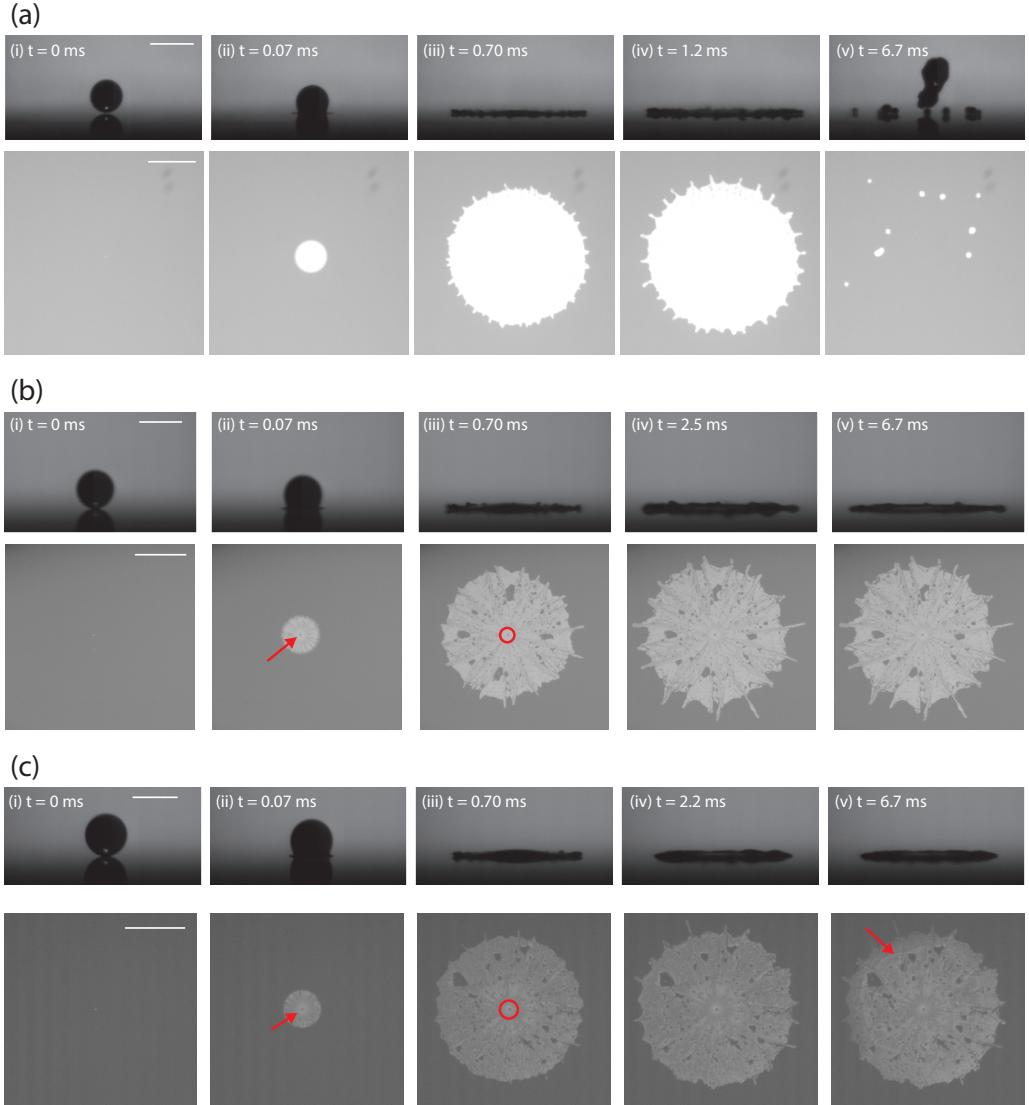 (a)
(i) t = 0 ms
(ii) t = 0.07 ms
(iii) t = 0.70 ms
(iv) t = 1.2 ms
(v) t = 6.7 ms
(b)
(i) t = 0 ms
(ii) t = 0.07 ms
(iii) t = 0.70 ms
(iv) t = 2.5 ms
(v) t = 6.7 ms
(c)
(i) t = 0 ms
(ii) t = 0.07 ms
(iii) t = 0.70 ms
(iv) t = 2.2 ms
(v) t = 6.7 ms